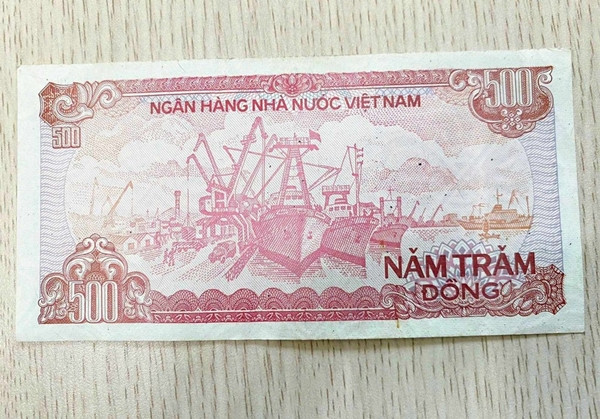 NGÂN HÀNG NHÀ NƯỚC VIỆT NAM
500
500
500
NĂM TRĂM
ĐỒNG